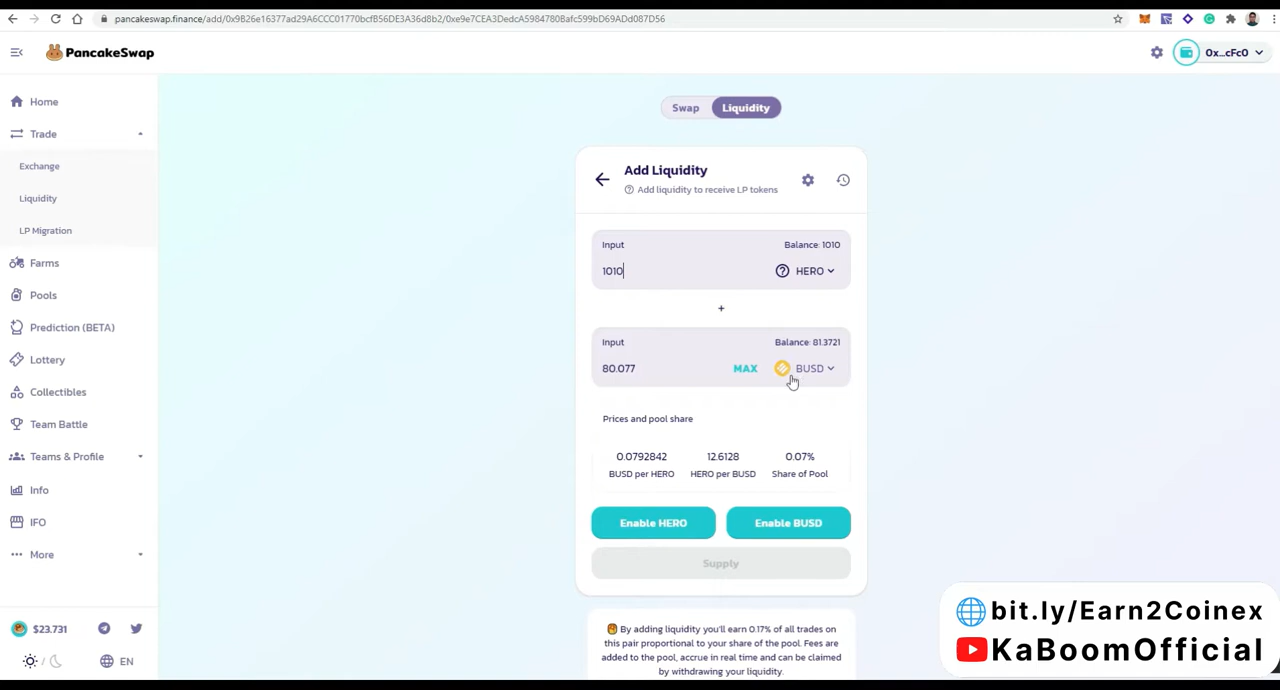 pancakeswap.finance/add/0x9B26e16377ad29A6CCC01770bcfB56DE3A36d8b2/0xe9e7CEA3DedcA5984780Bafc599bD69ADd087D56
PancakeSwap
0x...cFc0
Home
Trade
Exchange
Liquidity
LP Migration
Farms
Pools
Prediction (BETA)
Lottery
Collectibles
Team Battle
Teams & Profile
Info
IFO
More
$23.731
EN
Swap Liquidity
Add Liquidity
Add liquidity to receive LP tokens
Input Balance: 1010
1010 HERO
+
Input Balance: 81.3721
80.077 MAX BUSD
Prices and pool share
0.0792842 12.6128 0.07%
BUSD per HERO HERO per BUSD Share of Pool
Enable HERO Enable BUSD
Supply
By adding liquidity you'll earn 0.17% of all trades on
this pair proportional to your share of the pool. Fees are
added to the pool, accrue in real time and can be claimed
by withdrawing your liquidity.
bit.ly/Earn2Coinex
KaBoomOfficial